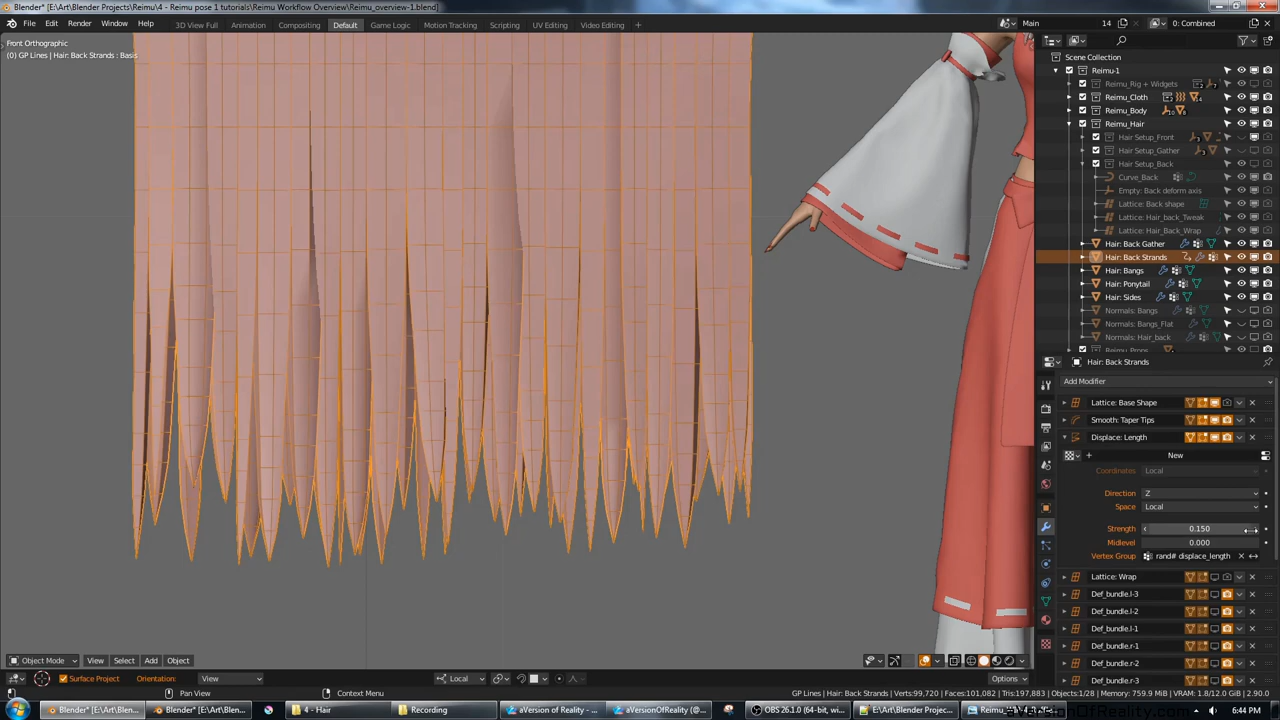 Blender* [E:\Art\Blender Projects\Reimu\4 - Reimu pose 1 tutorials\Reimu Workflow Overview\Reimu_overview-1.blend]
File Edit Render Window Help 3D View Full Animation Compositing Default Game Logic Motion Tracking Scripting UV Editing Video Editing Main 14 0: Combined
Front Orthographic
(0) GP Lines | Hair: Back Strands : Basis
Scene Collection
Reimu-1
Reimu_Rig + Widgets
Reimu_Cloth
Reimu_Body
Reimu_Hair
Hair Setup_Front
Hair Setup_Gather
Hair Setup_Back
Curve_Back
Empty: Back deform axis
Lattice: Back shape
Lattice: Hair_back_Tweak
Lattice: Hair_Back_Wrap
Hair: Back Gather
Hair: Back Strands
Hair: Bangs
Hair: Ponytail
Hair: Sides
Normals: Bangs
Normals: Bangs_Flat
Normals: Hair_back
Reimu_Props
Hair: Back Strands
Add Modifier
Lattice: Base Shape
Smooth: Taper Tips
Displace: Length
New
Coordinates Local
Direction Z
Space Local
Strength 0.150
Midlevel 0.000
Vertex Group rand# displace_length
Lattice: Wrap
Def_bundle.l-3
Def_bundle.l-2
Def_bundle.l-1
Def_bundle.r-1
Def_bundle.r-2
Def_bundle.r-3
Object Mode View Select Add Object
Surface Project Orientation: View Local Options
Pan View Context Menu GP Lines | Hair: Back Strands | Verts:99,720 | Faces:101,082 | Tris:197,883 | Objects:1/28 | Memory: 759.9 MiB | VRAM: 1.8/12.0 GiB | 2.90.0
Blender* [E:\Art\Blend... Blender* [E:\Art\Blend... 4 - Hair Recording aVersion of Reality - ... aVersionOfReality (@... OBS 26.1.0 (64-bit, w... E:\Art\Blender Projec... 6:44 PM
aVersionOfReality.com